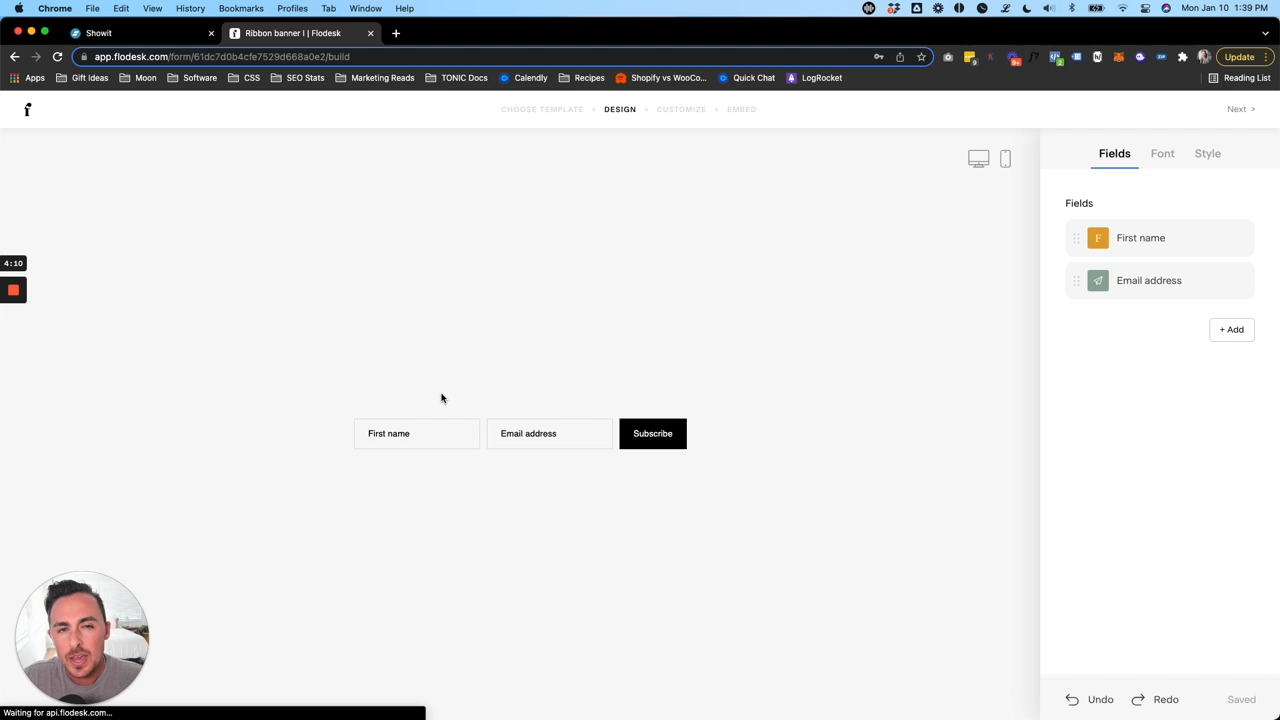 Chrome File Edit View History Bookmarks Profiles Tab Window Help
Mon Jan 10 1:39 PM
Showit
Ribbon banner I | Flodesk
app.flodesk.com/form/61dc7d0b4cfe7529d668a0e2/build
Update
Apps Gift Ideas Moon Software CSS SEO Stats Marketing Reads TONIC Docs Calendly Recipes Shopify vs WooCo... Quick Chat LogRocket Reading List
CHOOSE TEMPLATE > DESIGN > CUSTOMIZE > EMBED
Next >
Fields Font Style
Fields
F First name
Email address
+ Add
4:10
First name Email address Subscribe
Undo Redo Saved
Waiting for api.flodesk.com...